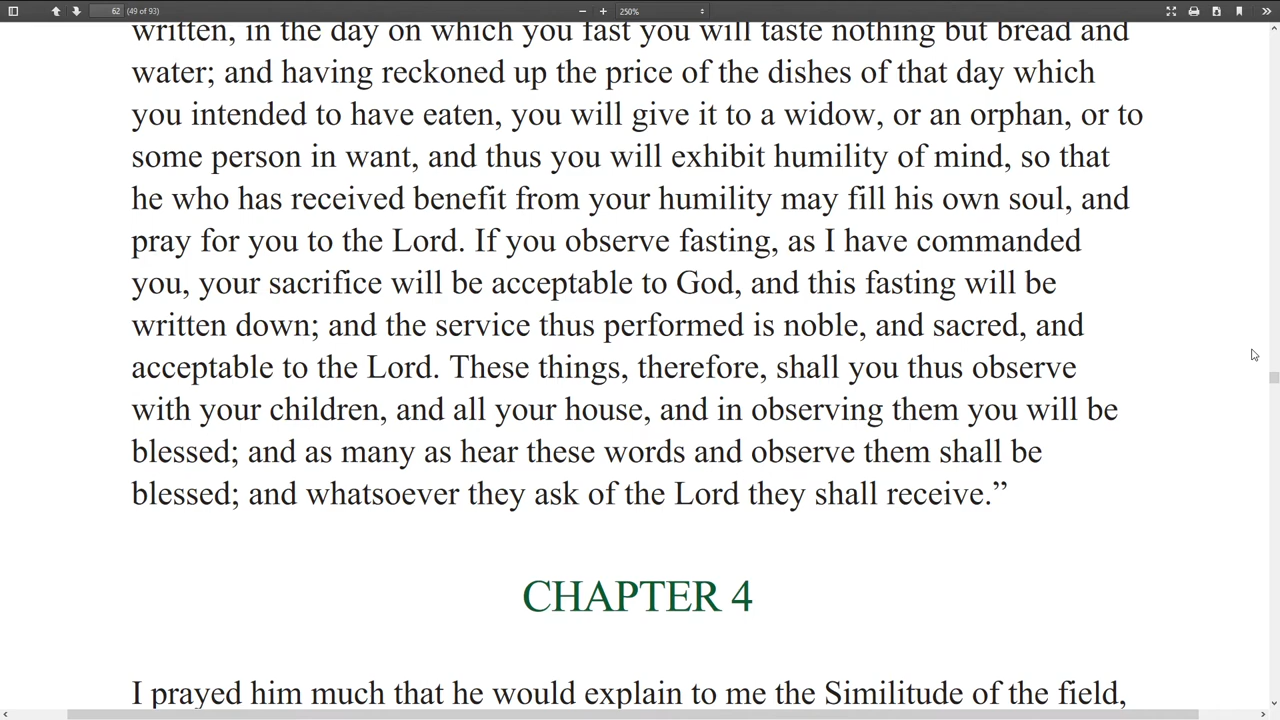 62 (49 of 93) 250%
written, in the day on which you fast you will taste nothing but bread and
water; and having reckoned up the price of the dishes of that day which
you intended to have eaten, you will give it to a widow, or an orphan, or to
some person in want, and thus you will exhibit humility of mind, so that
he who has received benefit from your humility may fill his own soul, and
pray for you to the Lord. If you observe fasting, as I have commanded
you, your sacrifice will be acceptable to God, and this fasting will be
written down; and the service thus performed is noble, and sacred, and
acceptable to the Lord. These things, therefore, shall you thus observe
with your children, and all your house, and in observing them you will be
blessed; and as many as hear these words and observe them shall be
blessed; and whatsoever they ask of the Lord they shall receive.”
CHAPTER 4
I prayed him much that he would explain to me the Similitude of the field,